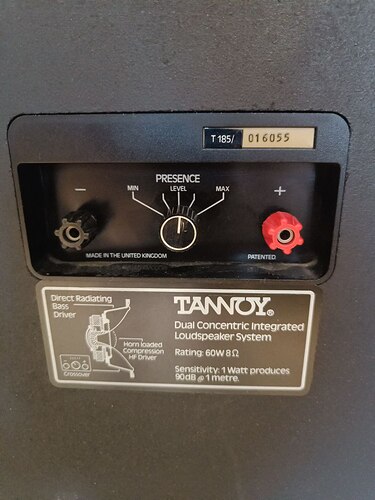 T 185/ 016055
PRESENCE
MIN LEVEL MAX
- +
MADE IN THE UNITED KINGDOM
PATENTED.
Direct Radiating
Bass
Driver
Horn loaded
Compression
HF Driver
Crossover
TANNOY®
Dual Concentric Integrated
Loudspeaker System
Rating: 60W 8Ω
Sensitivity: 1 Watt produces
90dB @ 1 metre.